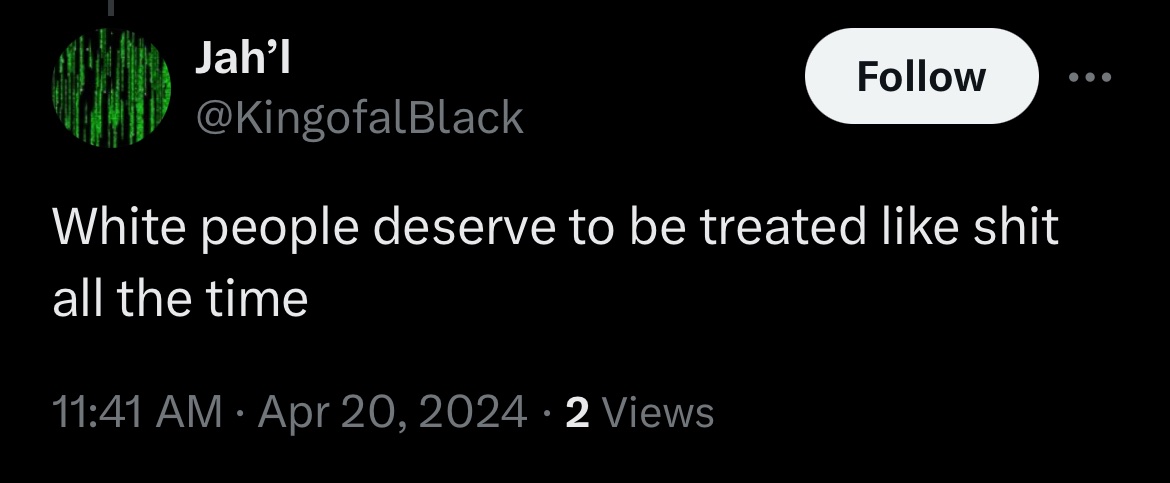 Jah’l
Follow
@KingofalBlack
White people deserve to be treated like shit
all the time
11:41 AM · Apr 20, 2024 · 2 Views